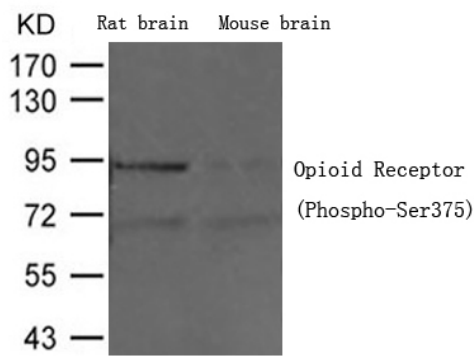 KD Rat brain Mouse brain
170
130
95
Opioid Receptor
72
(Phospho-Ser375)
55
43